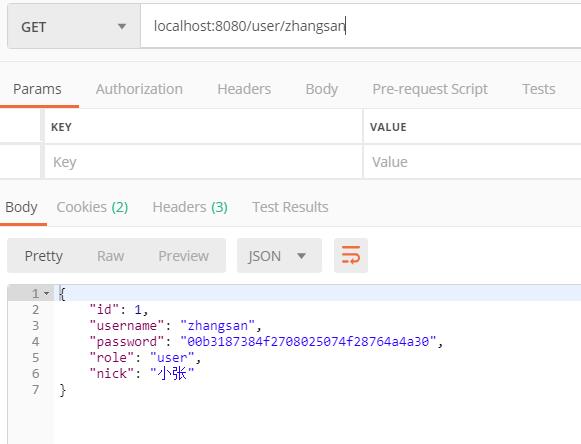 GET localhost:8080/user/zhangsan
Params Authorization Headers Body Pre-request Script Tests
KEY VALUE
Key Value
Body Cookies (2) Headers (3) Test Results
Pretty Raw Preview JSON
1 {
2 "id": 1,
3 "username": "zhangsan",
4 "password": "00b3187384f2708025074f28764a4a30",
5 "role": "user",
6 "nick": "小张"
7 }